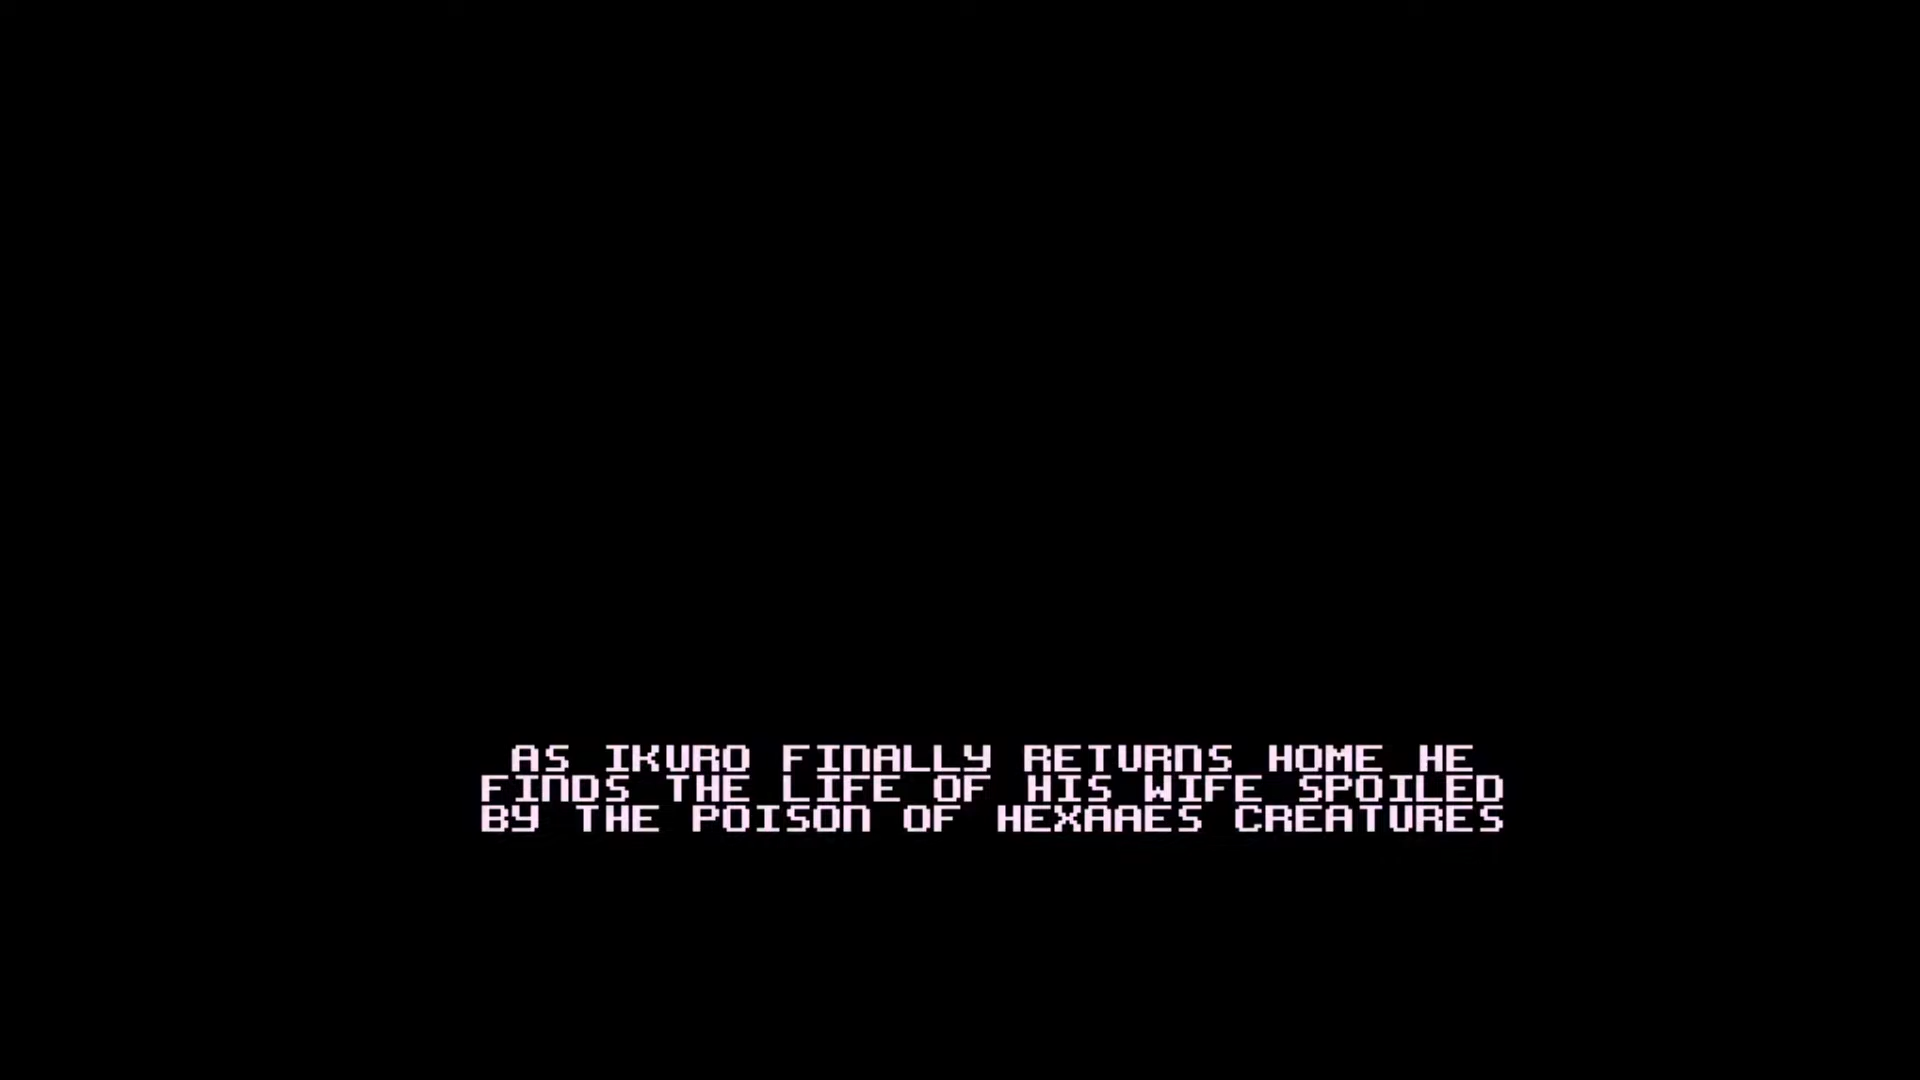 AS IKURO FINALLY RETURNS HOME HE
FINDS THE LIFE OF HIS WIFE SPOILED
BY THE POISON OF HEXAAES CREATURES